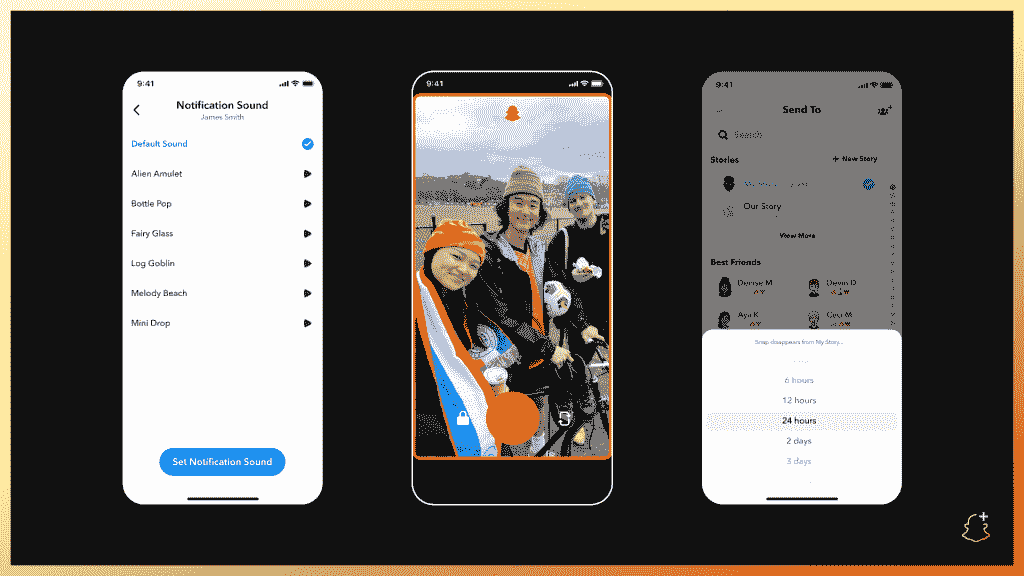 9:41
Notification Sound
James Smith
Default Sound
Alien Amulet
Bottle Pop
Fairy Glass
Log Goblin
Melody Beach
Mini Drop
Set Notification Sound
9:41
9:41
Send To
Search
Stories
+ New Story
Our Story
View More
Best Friends
Denise M
Devin D
Aya K
Ceci M
Snap disappears from My Story...
6 hours
12 hours
24 hours
2 days
3 days